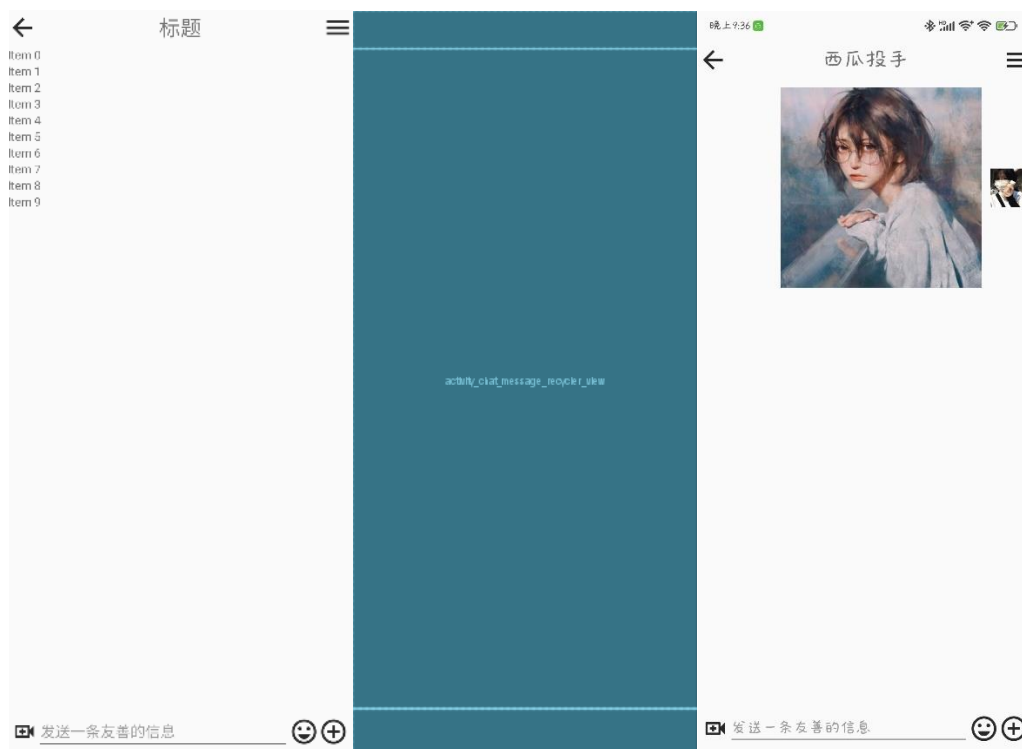 标题
Item 0
Item 1
Item 2
Item 3
Item 4
Item 5
Item 6
Item 7
Item 8
Item 9
发送一条友善的信息
activity_chat_message_recycler_view
晚上9:36
西瓜投手
发送一条友善的信息